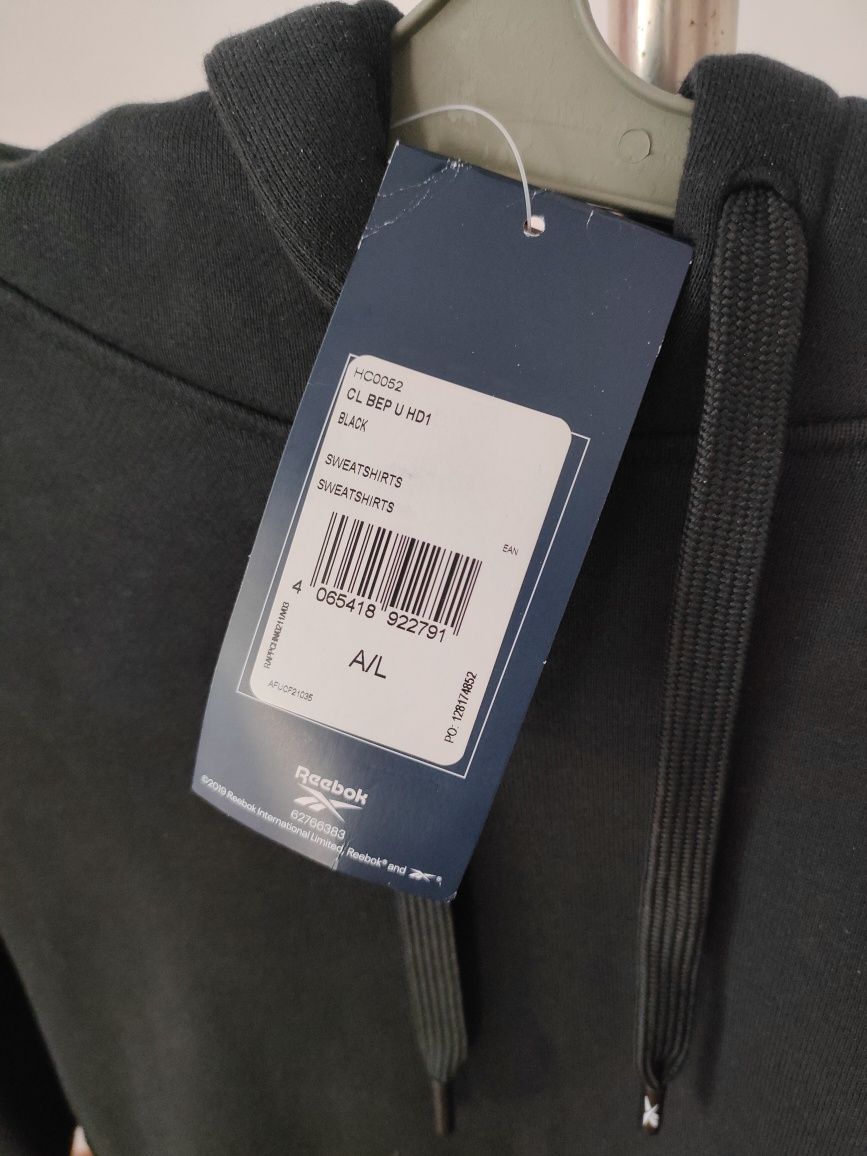 HC0052
CL BEP U HD1
BLACK
SWEATSHIRTS
SWEATSHIRTS
EAN
4 065418 922791
A/L
AFUCF21035
PO: 128174852
Reebok
62766383
©2019 Reebok International Limited, Reebok® and ®.